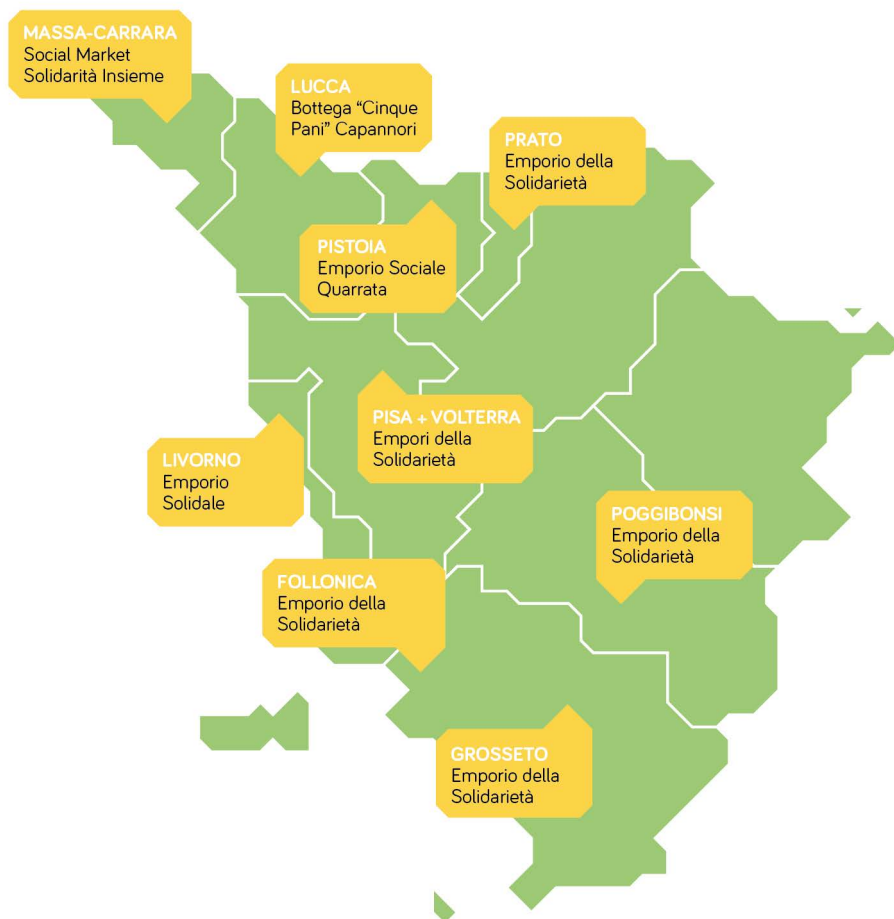 MASSA-CARRARA
Social Market
Solidarità Insieme
LUCCA
Bottega “Cinque
Pani” Capannori
PRATO
Emporio della
Solidarietà
PISTOIA
Emporio Sociale
Quarrata
PISA + VOLTERRA
Empori della
Solidarietà
LIVORNO
Emporio
Solidale
POGGIBONSI
Emporio della
Solidarietà
FOLLONICA
Emporio della
Solidarietà
GROSSETO
Emporio della
Solidarietà